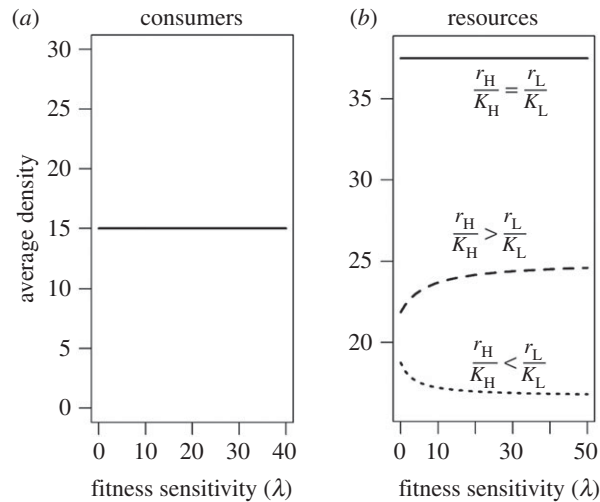 (a) consumers
average density
30
25
20
15
10
5
0
0 10 20 30 40
fitness sensitivity (λ)
(b) resources
35
30
25
20
r_H/K_H = r_L/K_L
r_H/K_H > r_L/K_L
r_H/K_H < r_L/K_L
0 10 30 50
fitness sensitivity (λ)